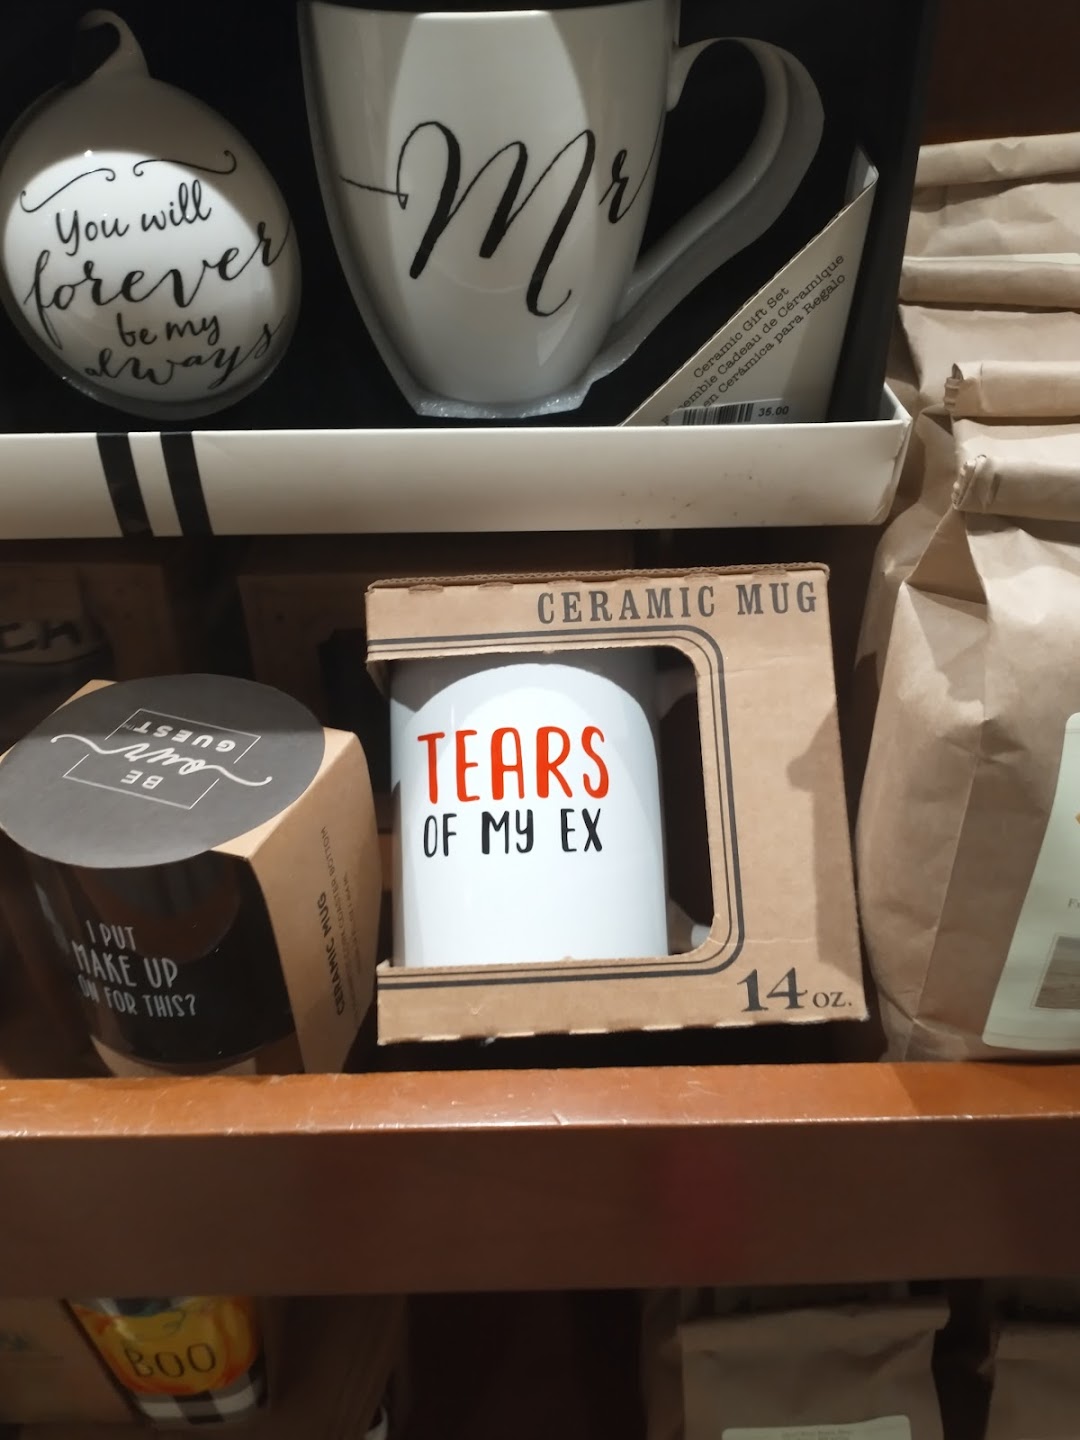 You will
forever
be my
always
Mr
Ceramic Gift Set
Cadeau de Céramique
en Cerámica para Regalo
35.00
CERAMIC MUG
TEARS
OF MY EX
14 oz.
BE
our
GUEST
I PUT
MAKE UP
ON FOR THIS?
CERAMIC MUG
BOO